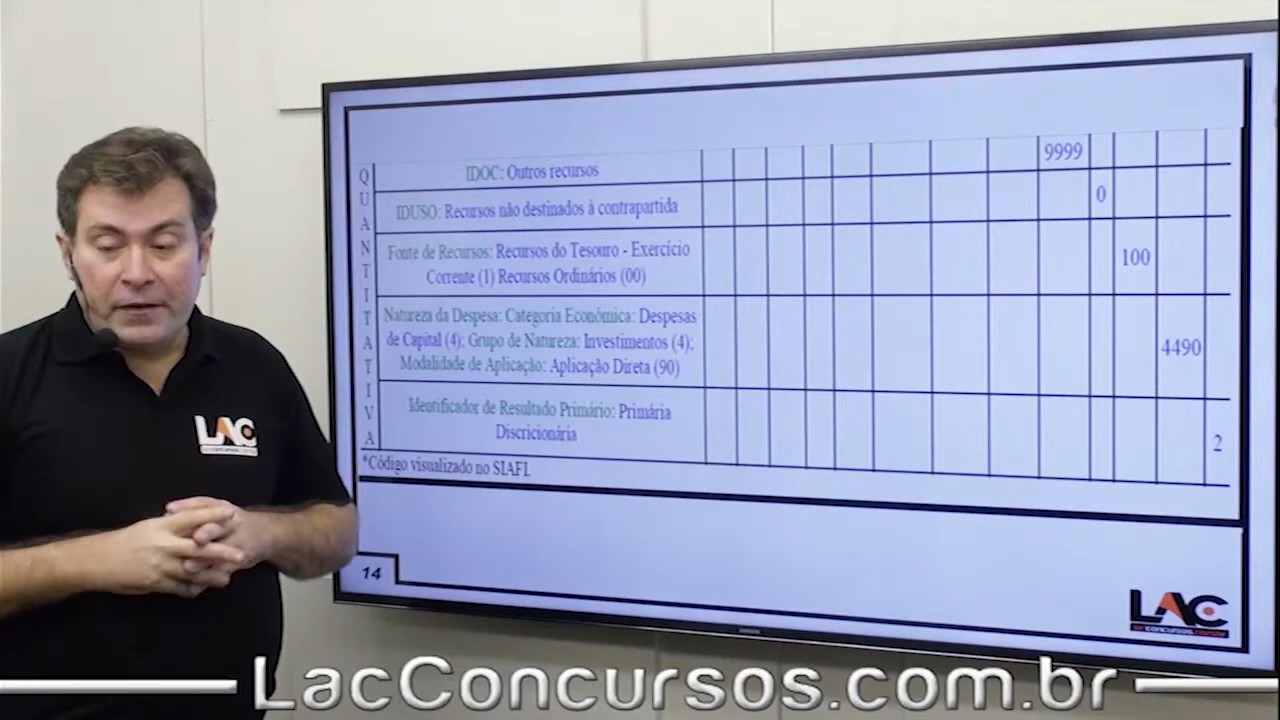 QUANTITATIVA
IDOC: Outros recursos
9999
IDUSO: Recursos não destinados à contrapartida
0
Fonte de Recursos: Recursos do Tesouro - Exercício
Corrente (1) Recursos Ordinários (00)
100
Natureza da Despesa: Categoria Econômica: Despesas
de Capital (4); Grupo de Natureza: Investimentos (4);
Modalidade de Aplicação: Aplicação Direta (90)
4490
Identificador de Resultado Primário: Primária
Discricionária
2
*Código visualizado no SIAFI.
14
LAC
LAC
LacConcursos.com.br